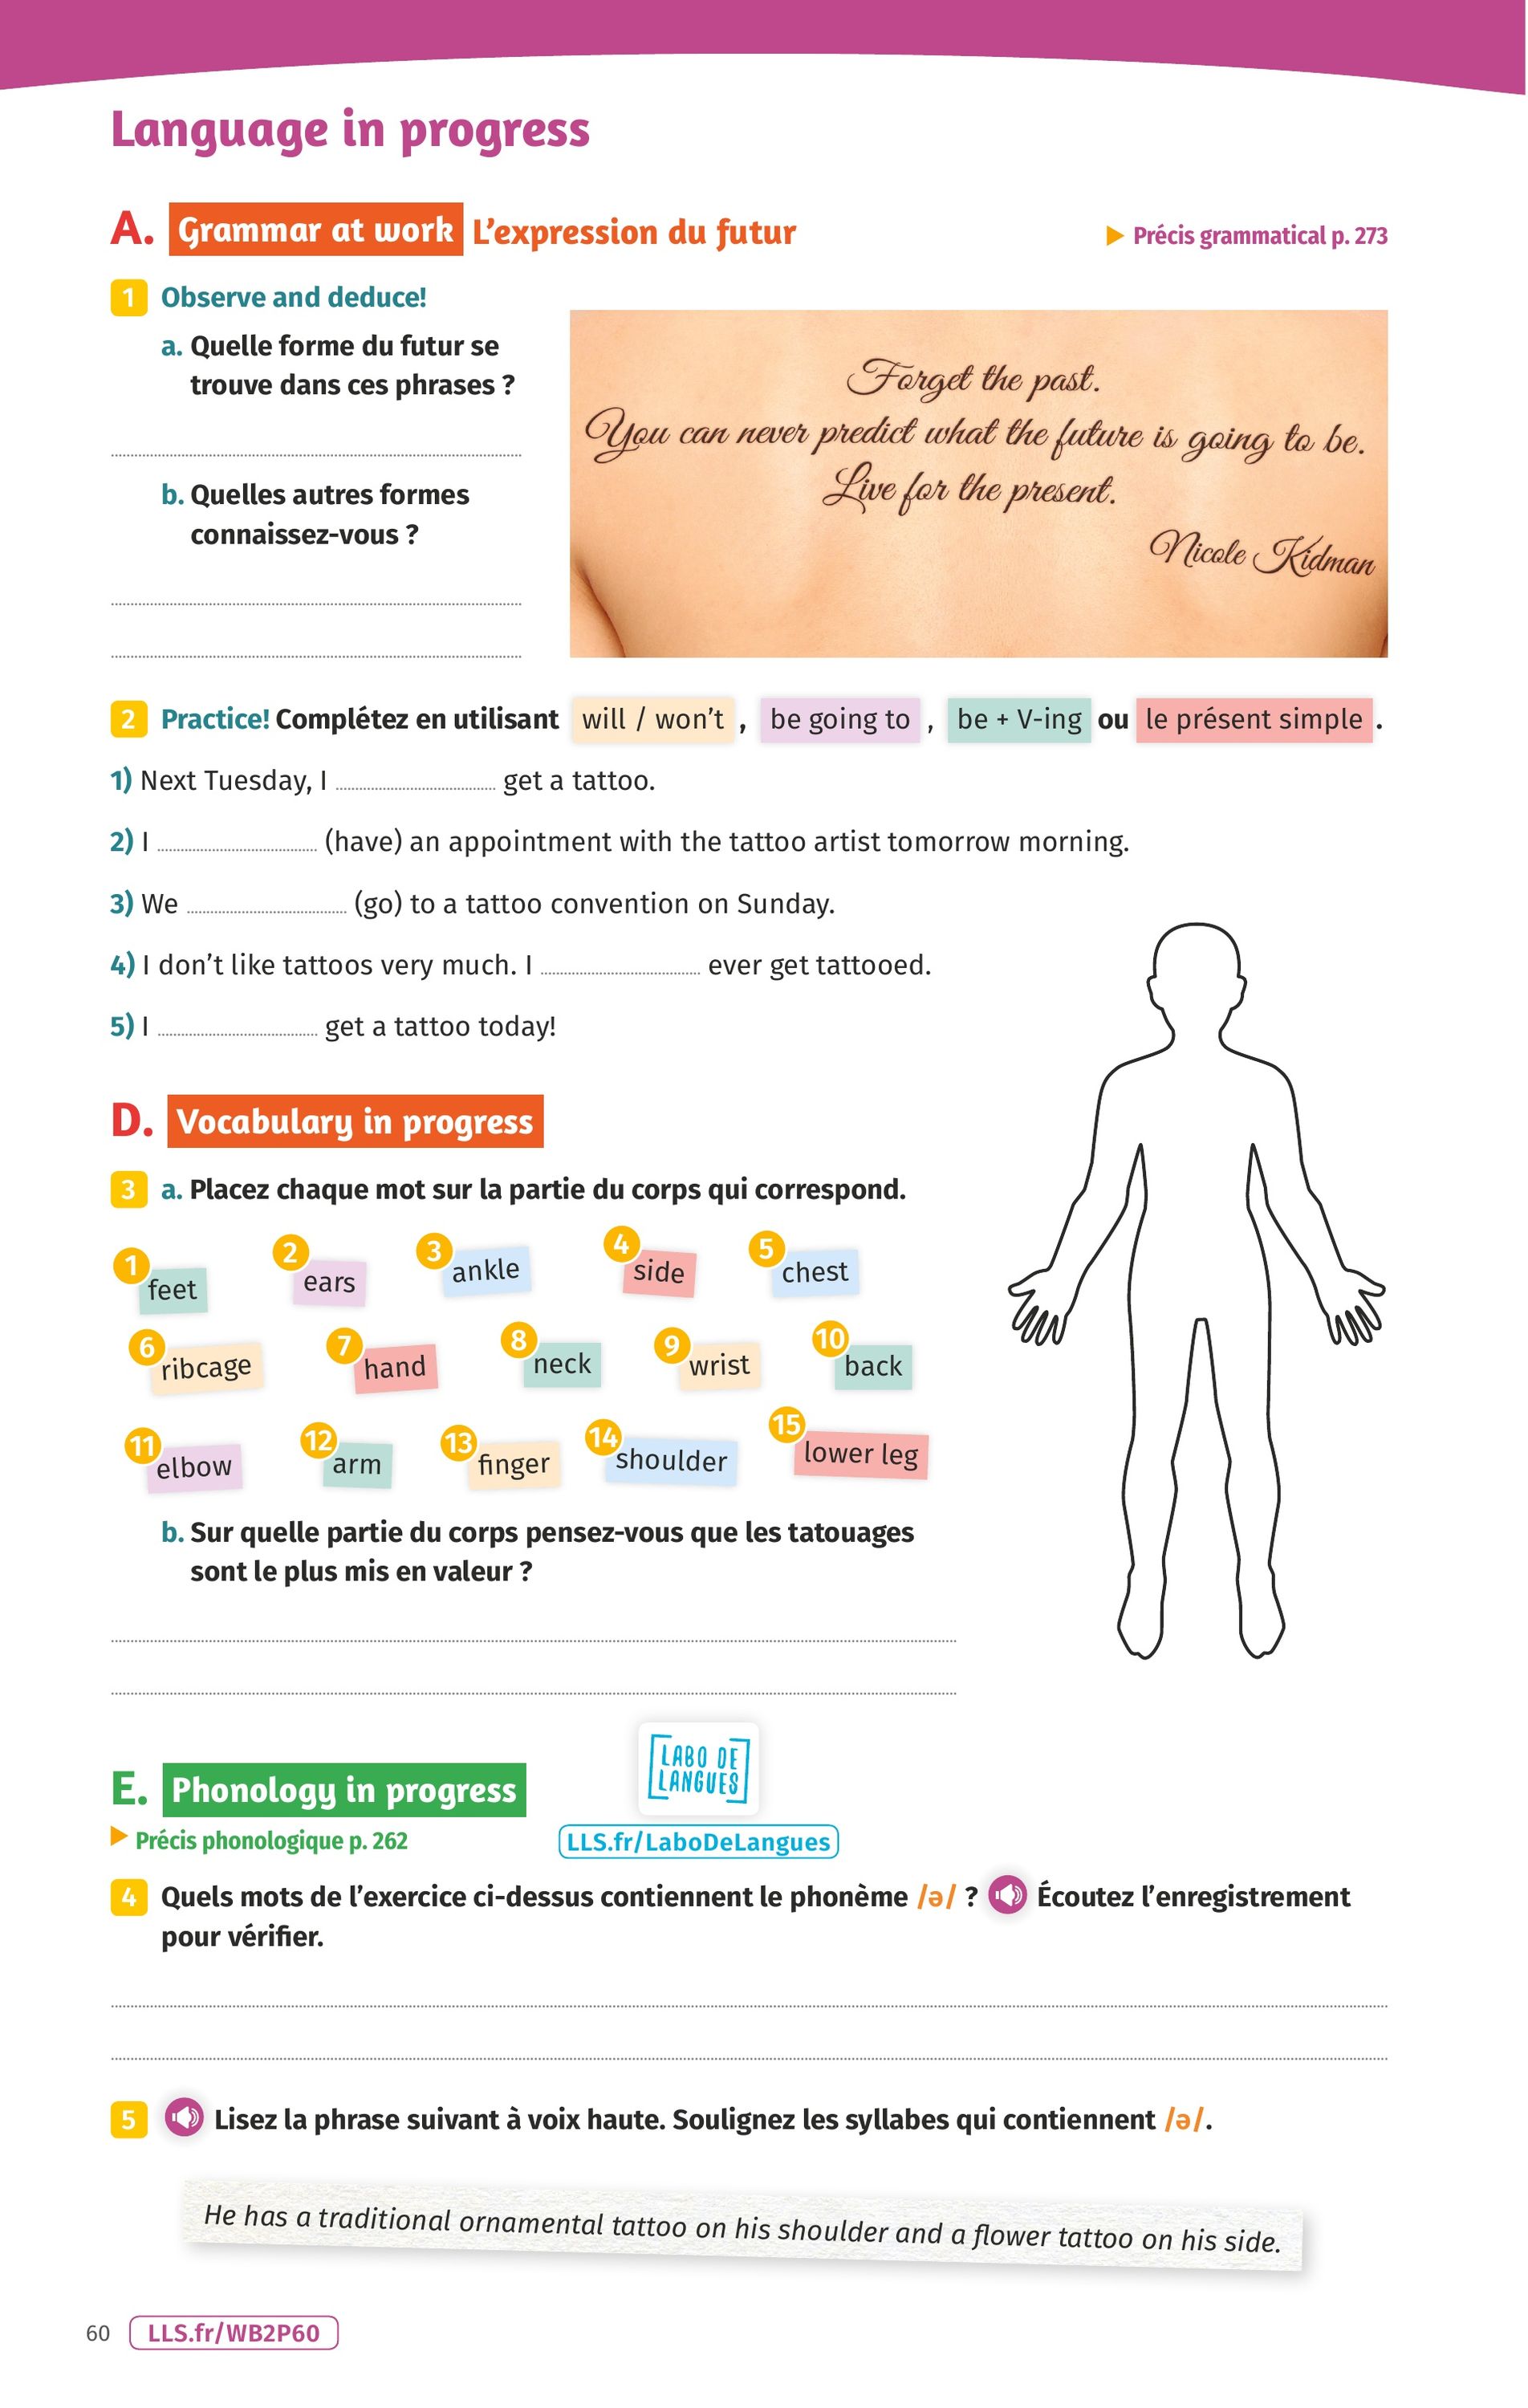 Language in progress
A. Grammar at work L'expression du futur
Précis grammatical p. 273
1 Observe and deduce!
a. Quelle forme du futur se
trouve dans ces phrases ?
b. Quelles autres formes
connaissez-vous ?
Forget the past.
You can never predict what the future is going to be.
Live for the present.
Nicole Kidman
2 Practice! Complétez en utilisant will / won't , be going to , be + V-ing ou le présent simple .
1) Next Tuesday, I ........ get a tattoo.
2) I ........ (have) an appointment with the tattoo artist tomorrow morning.
3) We ........ (go) to a tattoo convention on Sunday.
4) I don't like tattoos very much. I ........ ever get tattooed.
5) I ........ get a tattoo today!
D. Vocabulary in progress
3 a. Placez chaque mot sur la partie du corps qui correspond.
1 feet 2 ears 3 ankle 4 side 5 chest
6 ribcage 7 hand 8 neck 9 wrist 10 back
11 elbow 12 arm 13 finger 14 shoulder 15 lower leg
b. Sur quelle partie du corps pensez-vous que les tatouages
sont le plus mis en valeur ?
LABO DE
LANGUES
E. Phonology in progress
Précis phonologique p. 262
LLS.fr/LaboDeLangues
4 Quels mots de l'exercice ci-dessus contiennent le phonème /ə/ ? Écoutez l'enregistrement
pour vérifier.
5 Lisez la phrase suivant à voix haute. Soulignez les syllabes qui contiennent /ə/.
He has a traditional ornamental tattoo on his shoulder and a flower tattoo on his side.
60 LLS.fr/WB2P60